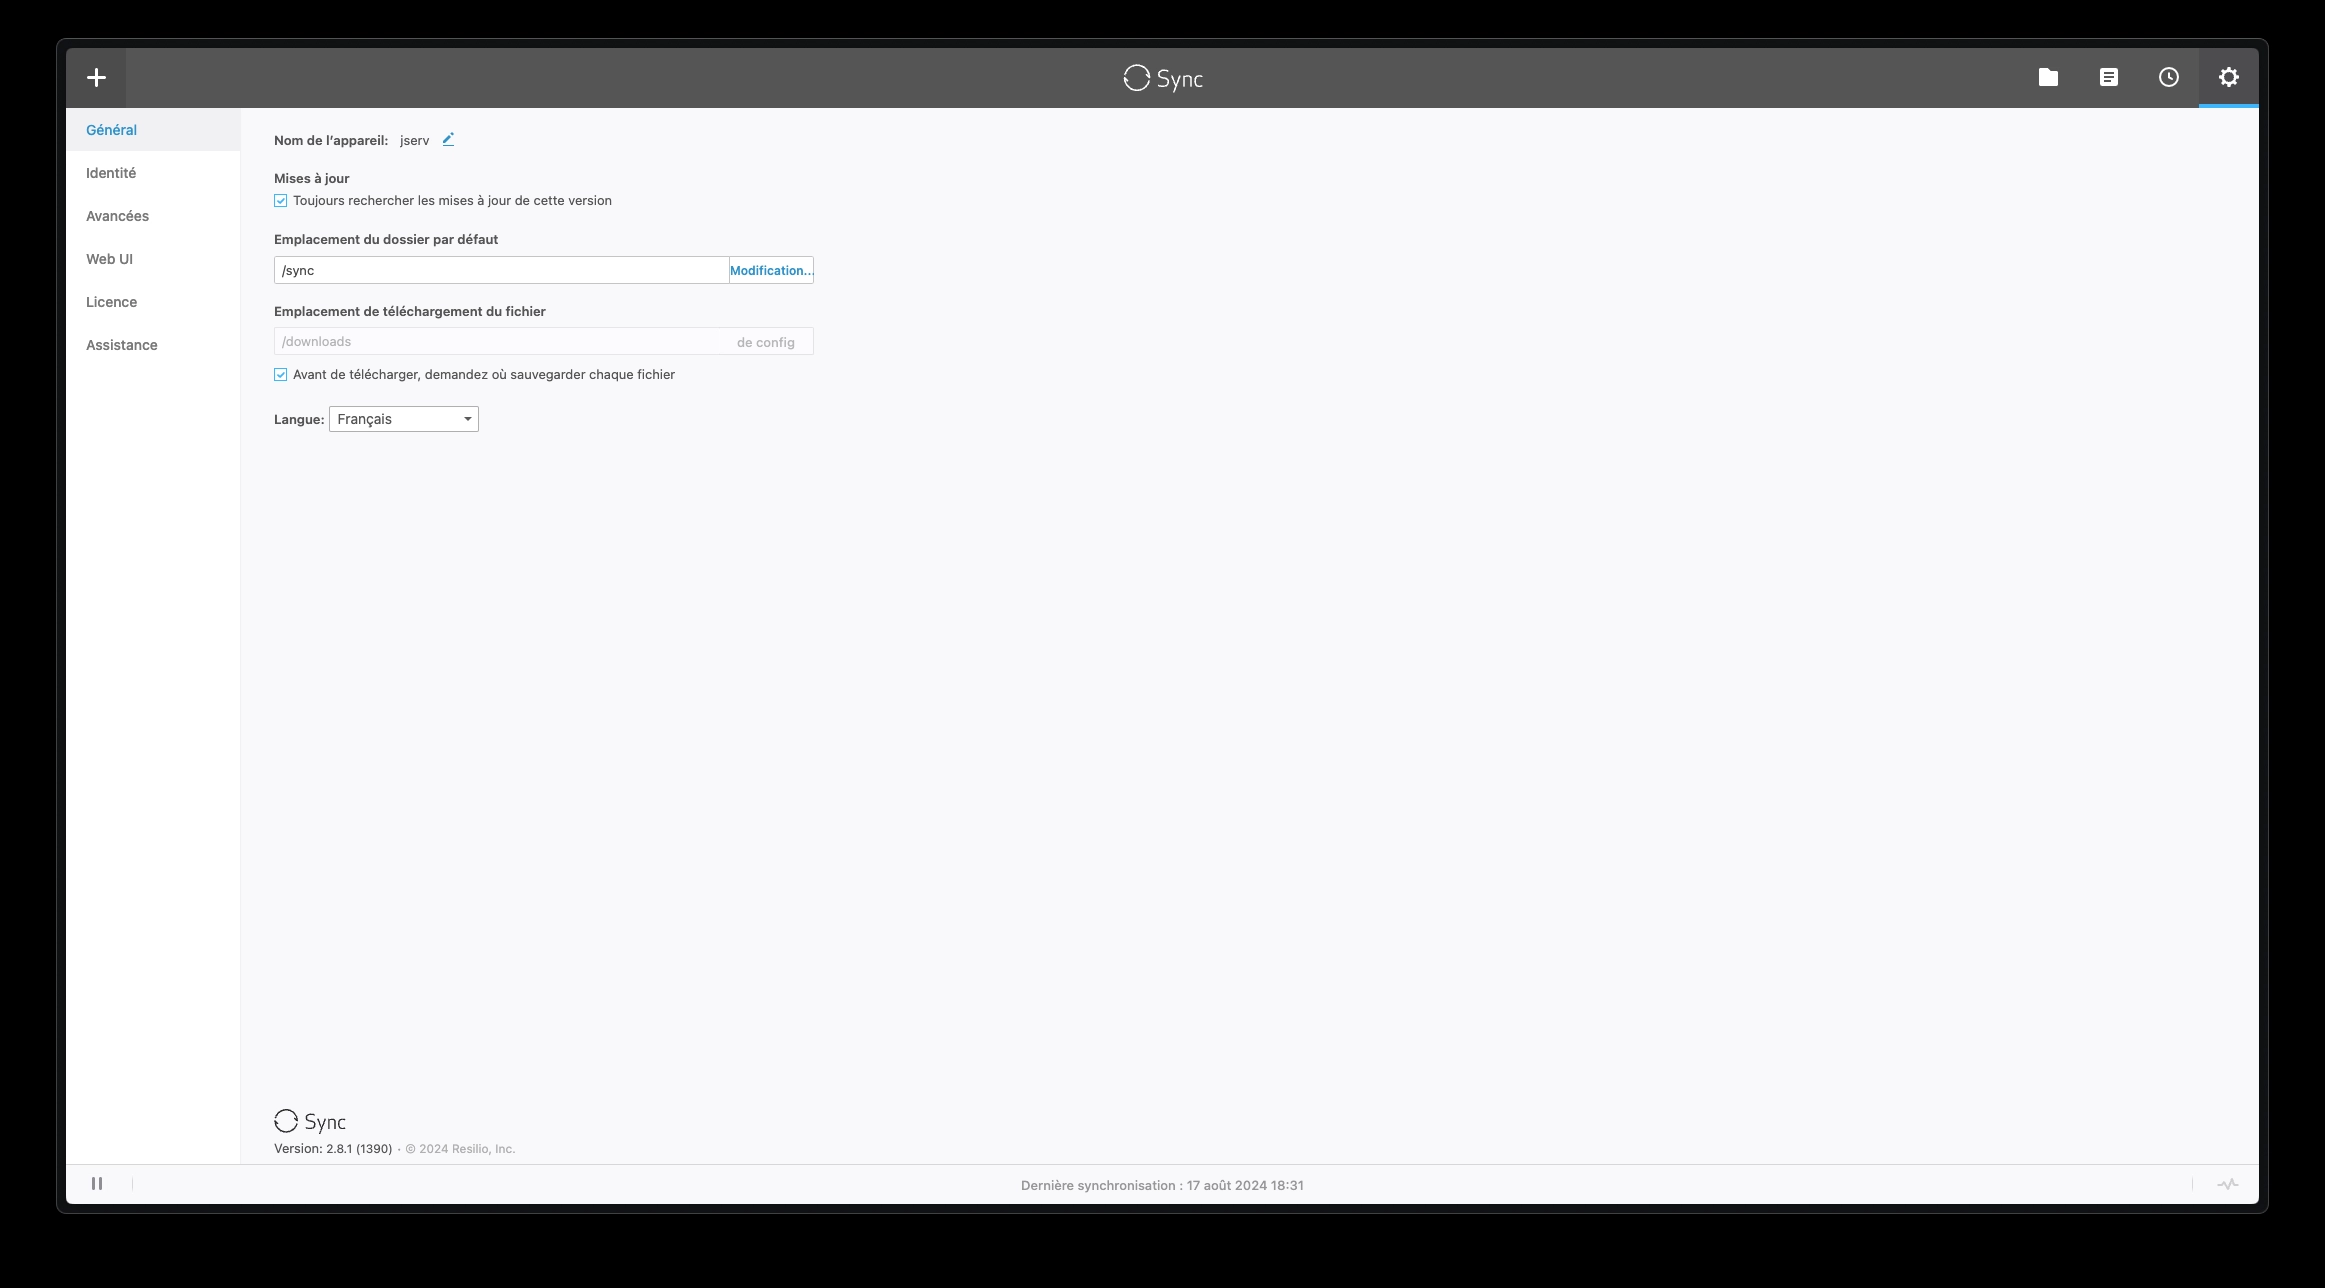 Sync
Général
Identité
Avancées
Web UI
Licence
Assistance
Nom de l'appareil: jserv
Mises à jour
Toujours rechercher les mises à jour de cette version
Emplacement du dossier par défaut
/sync Modification...
Emplacement de téléchargement du fichier
/downloads de config
Avant de télécharger, demandez où sauvegarder chaque fichier
Langue: Français
Sync
Version: 2.8.1 (1390) · © 2024 Resilio, Inc.
Dernière synchronisation : 17 août 2024 18:31